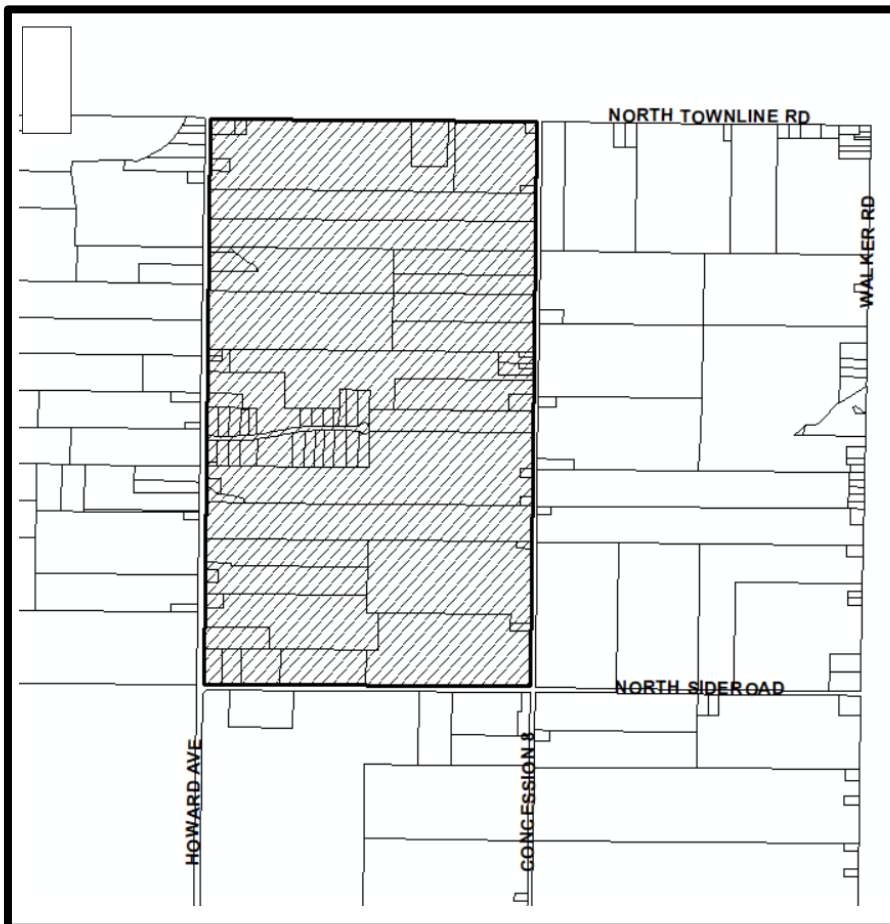 NORTH TOWNLINE RD
WALKER RD
NORTH SIDEROAD
HOWARD AVE
CONCESSION 8